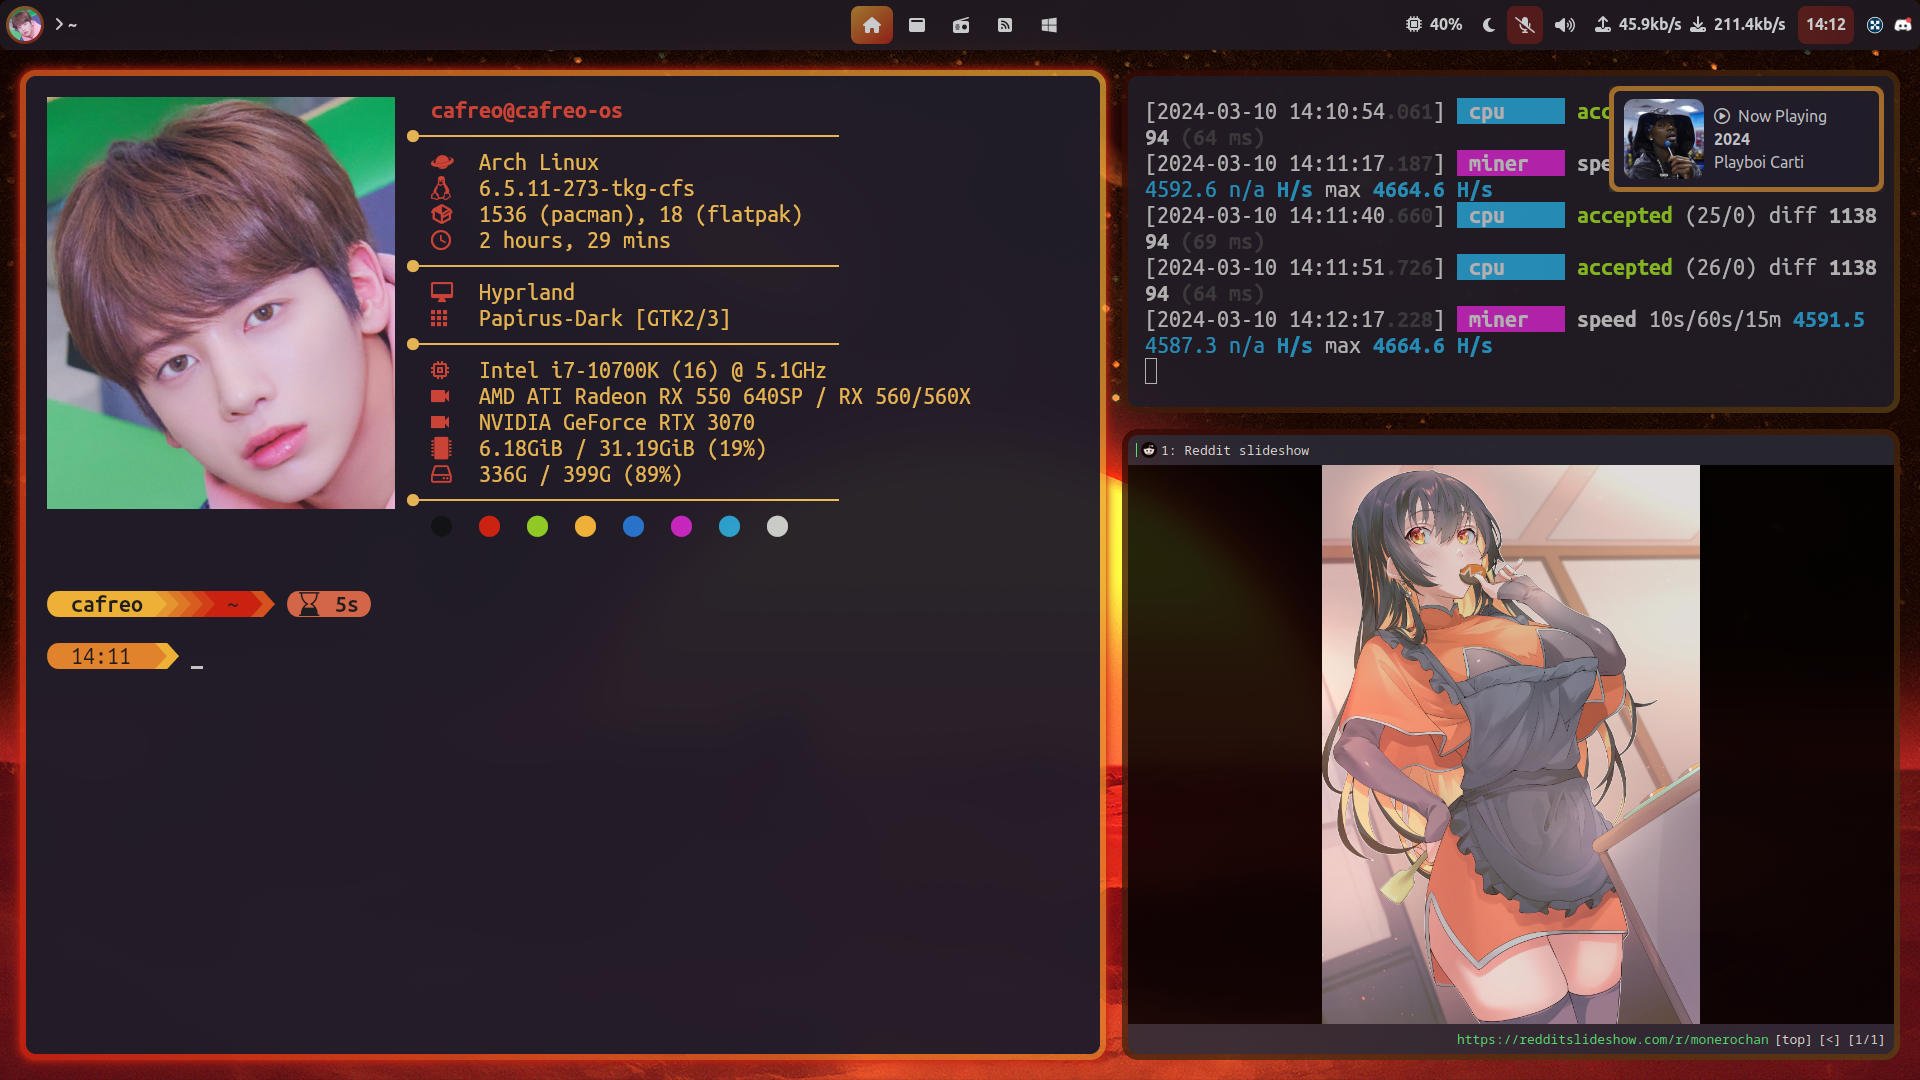 ~
40%
45.9kb/s
211.4kb/s
14:12
cafreo@cafreo-os
Arch Linux
6.5.11-273-tkg-cfs
1536 (pacman), 18 (flatpak)
2 hours, 29 mins
Hyprland
Papirus-Dark [GTK2/3]
Intel i7-10700K (16) @ 5.1GHz
AMD ATI Radeon RX 550 640SP / RX 560/560X
NVIDIA GeForce RTX 3070
6.18GiB / 31.19GiB (19%)
336G / 399G (89%)
cafreo ~ 5s
14:11 _
[2024-03-10 14:10:54.061] cpu acc
94 (64 ms)
[2024-03-10 14:11:17.187] miner spe
4592.6 n/a H/s max 4664.6 H/s
[2024-03-10 14:11:40.660] cpu accepted (25/0) diff 1138
94 (69 ms)
[2024-03-10 14:11:51.726] cpu accepted (26/0) diff 1138
94 (64 ms)
[2024-03-10 14:12:17.228] miner speed 10s/60s/15m 4591.5
4587.3 n/a H/s max 4664.6 H/s
Now Playing
2024
Playboi Carti
1: Reddit slideshow
https://redditslideshow.com/r/monerochan [top] [<] [1/1]